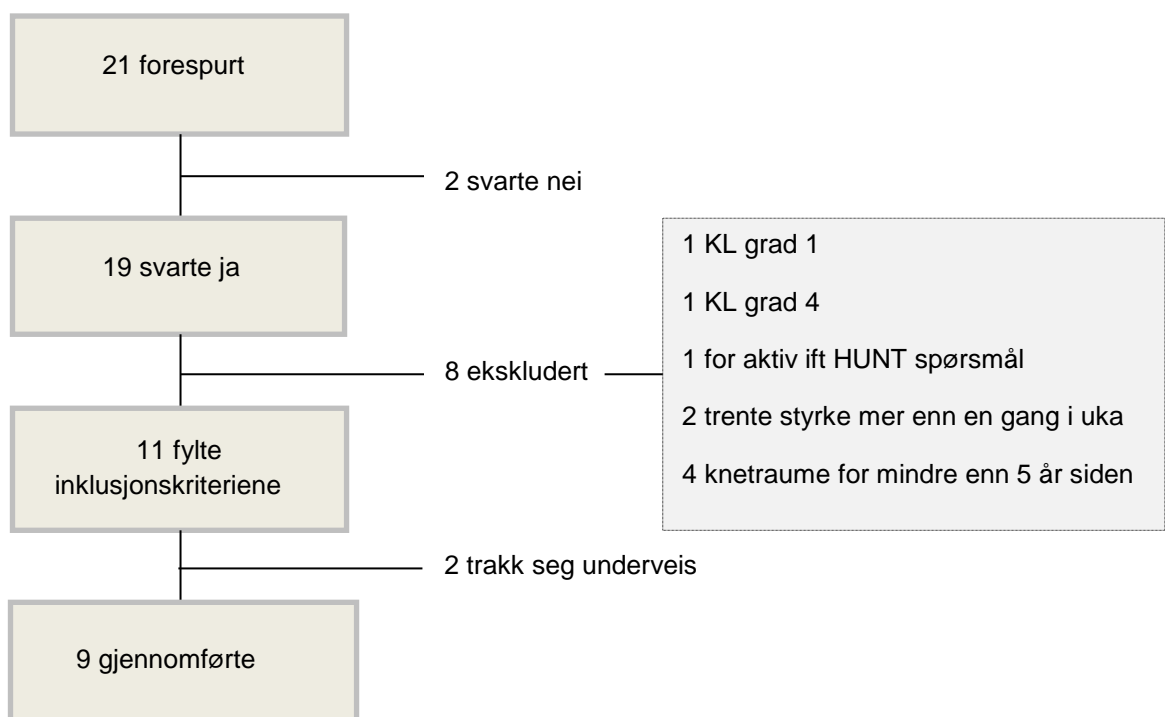 21 forespurt
2 svarte nei
19 svarte ja
8 ekskludert
1 KL grad 1
1 KL grad 4
1 for aktiv ift HUNT spørsmål
2 trente styrke mer enn en gang i uka
4 knetraume for mindre enn 5 år siden
11 fylte
inklusjonskriteriene
2 trakk seg underveis
9 gjennomførte